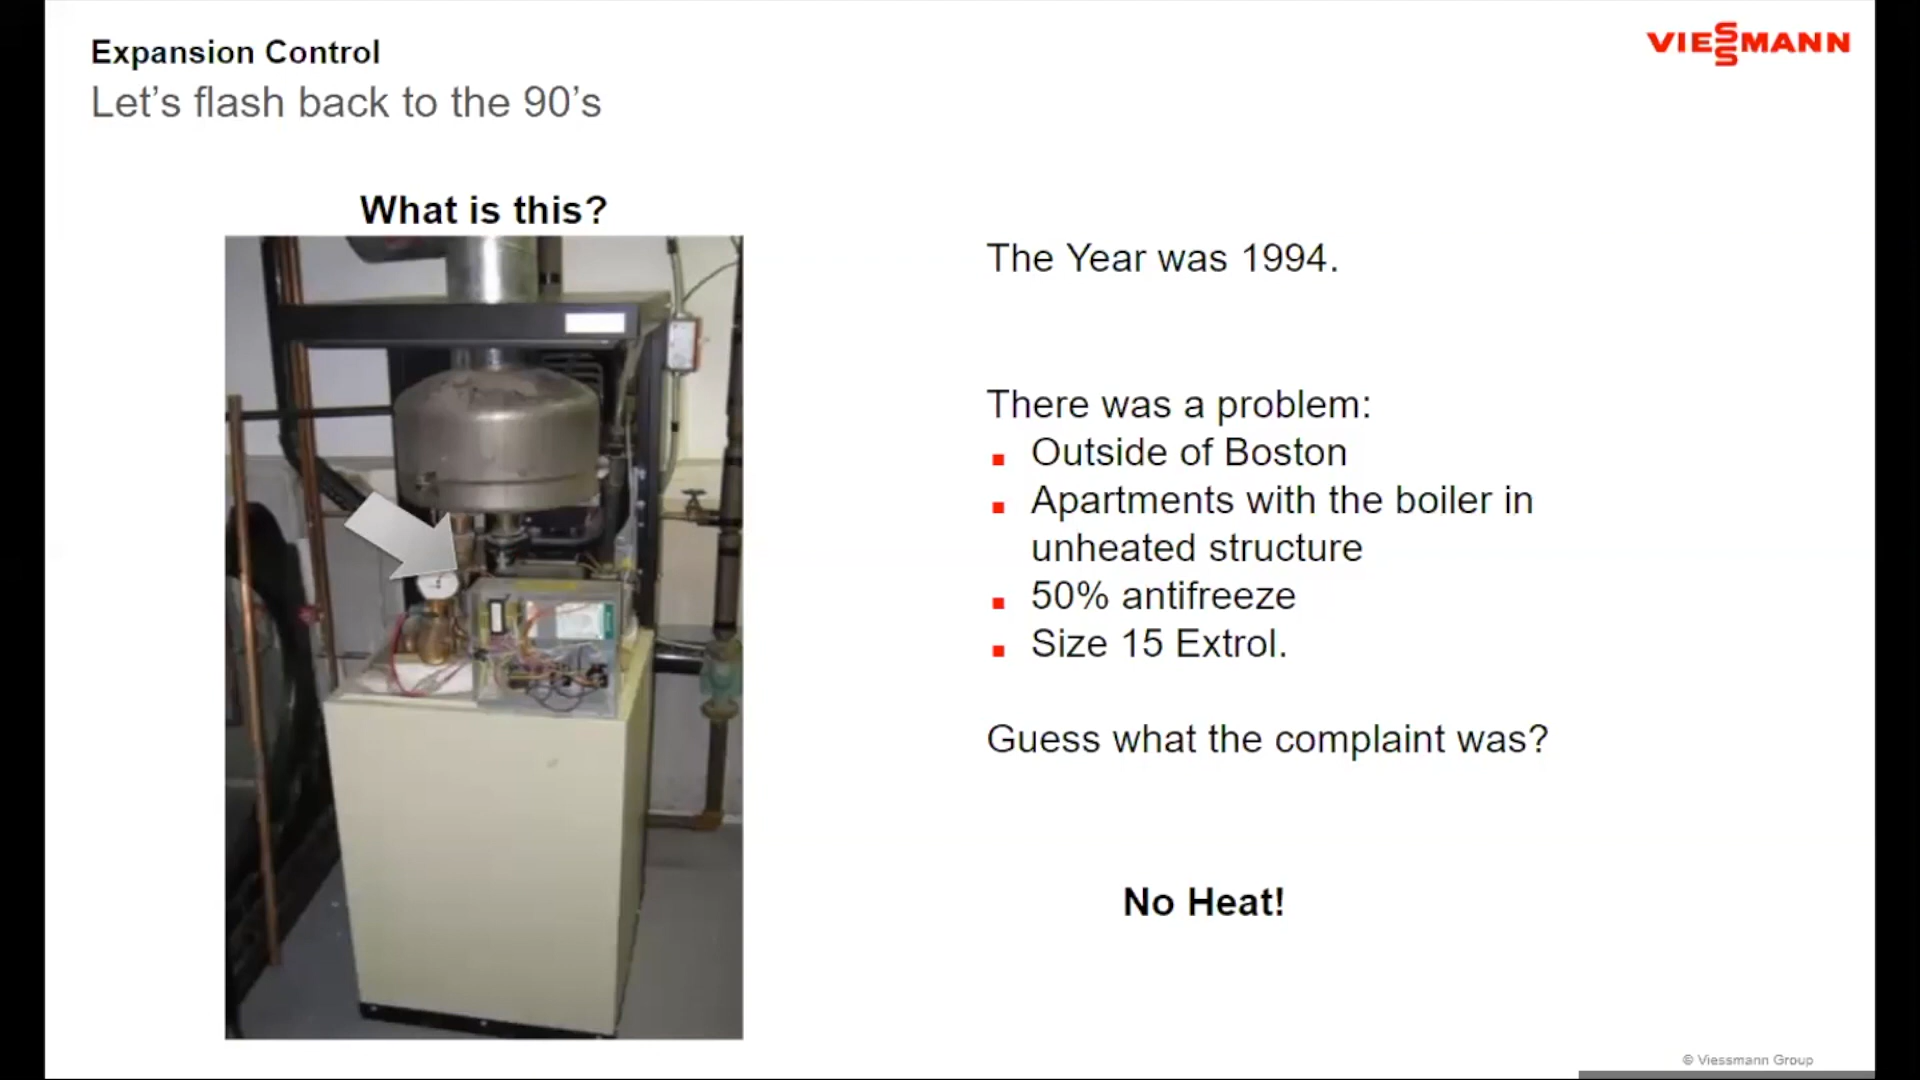 Expansion Control
Let's flash back to the 90's
VIESSMANN
What is this?
The Year was 1994.
There was a problem:
Outside of Boston
Apartments with the boiler in
unheated structure
50% antifreeze
Size 15 Extrol.
Guess what the complaint was?
No Heat!
© Viessmann Group